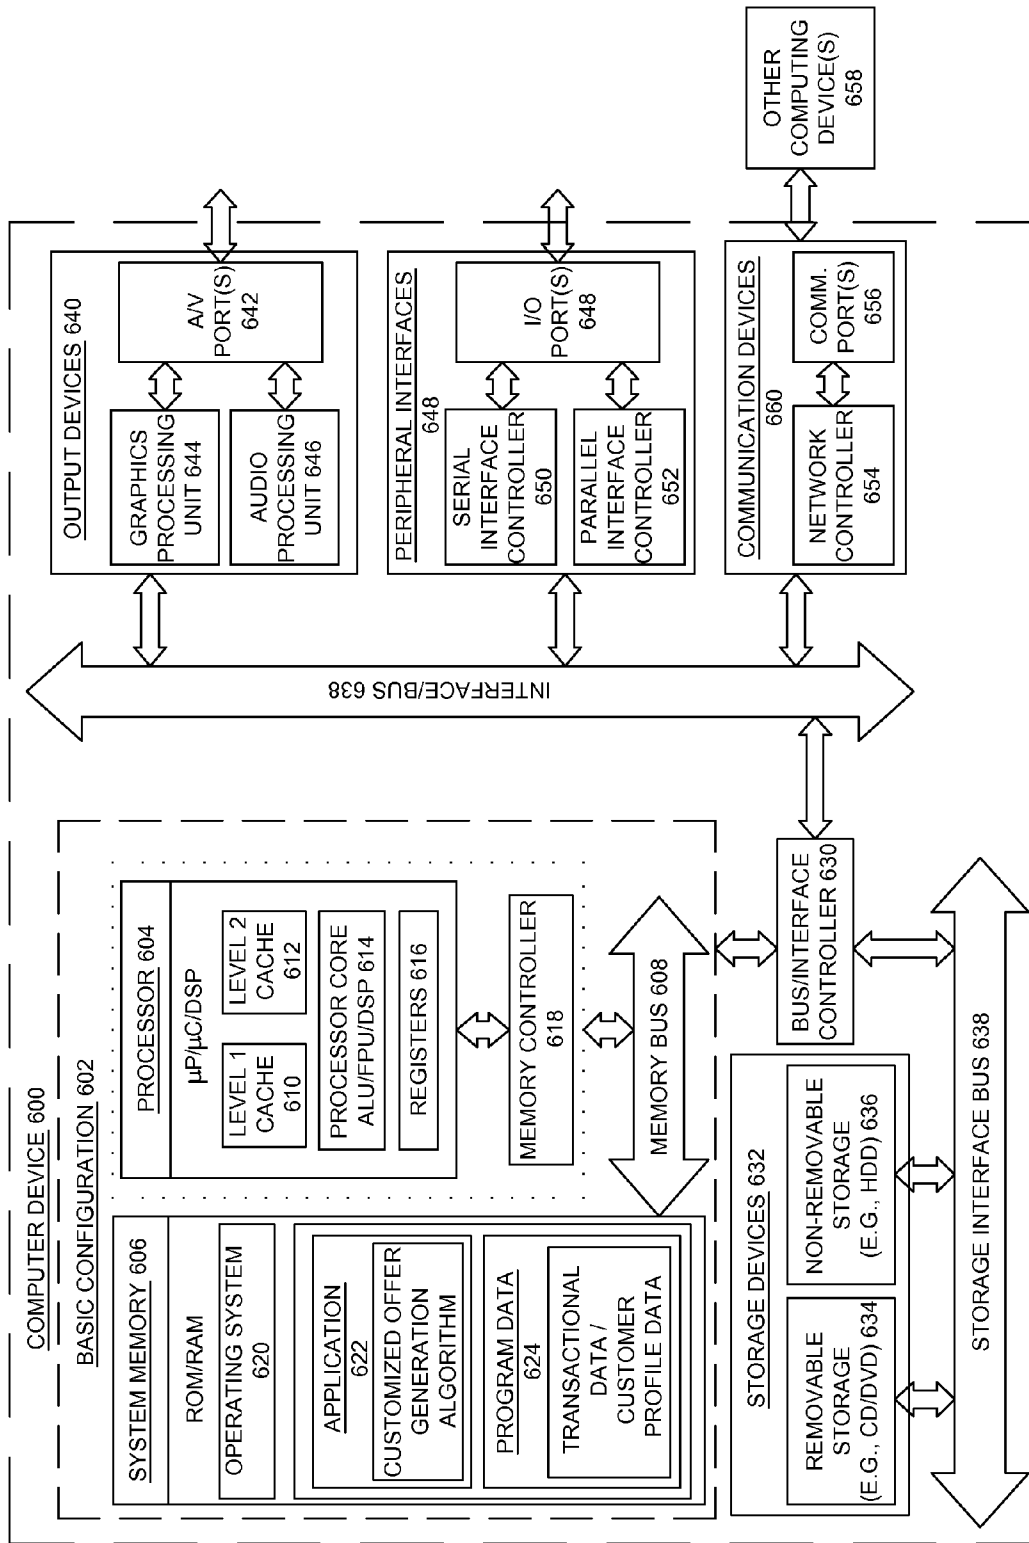 COMPUTER DEVICE 600
BASIC CONFIGURATION 602
SYSTEM MEMORY 606
ROM/RAM
OPERATING SYSTEM
620
APPLICATION
622
CUSTOMIZED OFFER
GENERATION
ALGORITHM
PROGRAM DATA
624
TRANSACTIONAL
DATA /
CUSTOMER
PROFILE DATA
PROCESSOR 604
µP/µC/DSP
LEVEL 1
CACHE
610
LEVEL 2
CACHE
612
PROCESSOR CORE
ALU/FPU/DSP 614
REGISTERS 616
MEMORY CONTROLLER
618
MEMORY BUS 608
BUS/INTERFACE
CONTROLLER 630
STORAGE DEVICES 632
REMOVABLE
STORAGE
(E.G., CD/DVD) 634
NON-REMOVABLE
STORAGE
(E.G., HDD) 636
STORAGE INTERFACE BUS 638
INTERFACE/BUS 638
OUTPUT DEVICES 640
GRAPHICS
PROCESSING
UNIT 644
AUDIO
PROCESSING
UNIT 646
A/V
PORT(S)
642
PERIPHERAL INTERFACES
648
SERIAL
INTERFACE
CONTROLLER
650
PARALLEL
INTERFACE
CONTROLLER
652
I/O
PORT(S)
648
COMMUNICATION DEVICES
660
NETWORK
CONTROLLER
654
COMM.
PORT(S)
656
OTHER
COMPUTING
DEVICE(S)
658